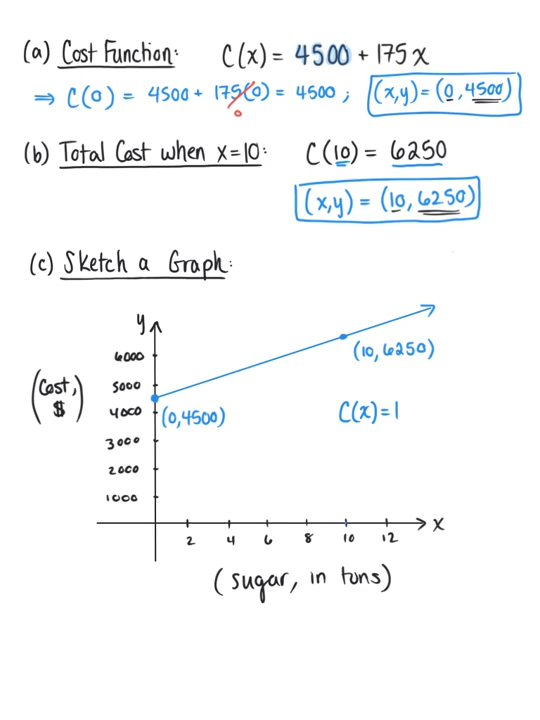 (a) Cost Function: C(x) = 4500 + 175x
⇒ C(0) = 4500 + 175(0) = 4500 ; (x,y) = (0, 4500)
0
(b) Total Cost when x=10: C(10) = 6250
(x,y) = (10, 6250)
(c) Sketch a Graph:
y
6000
(10, 6250)
(Cost, $)
5000
4000
(0, 4500)
C(x)=1
3000
2000
1000
x
2 4 6 8 10 12
(sugar, in tons)